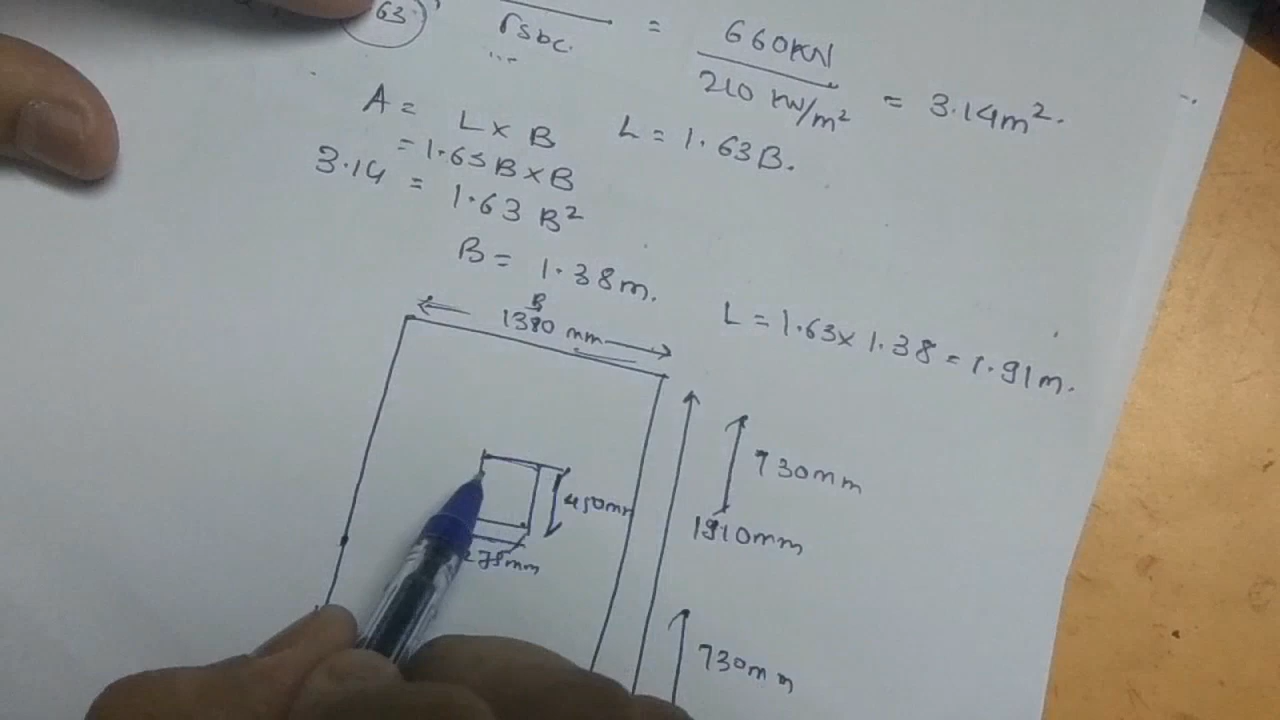 63
rsbc. = 660KN / 210 KN/m² = 3.14m².
A = L × B L = 1.63B.
= 1.63B × B
3.14 = 1.63 B²
B = 1.38m.
L = 1.63 × 1.38 = 1.91m.
B
1380 mm
730mm
450mm
1910mm
275mm
730mm